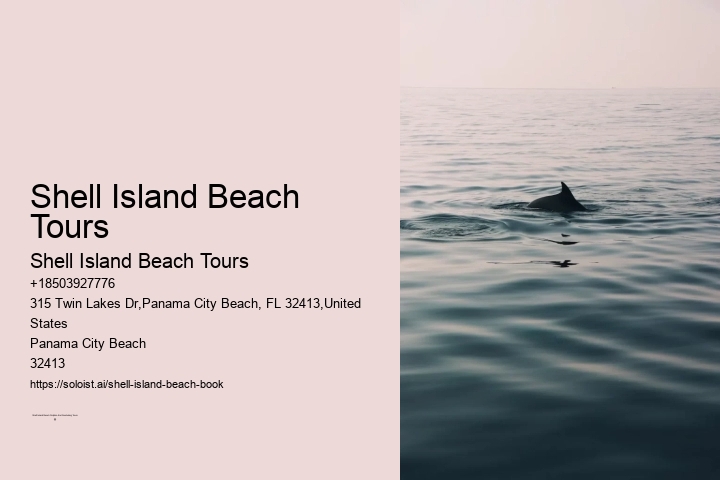 Shell Island Beach
Tours
Shell Island Beach Tours
+18503927776
315 Twin Lakes Dr,Panama City Beach, FL 32413,United
States
Panama City Beach
32413
https://soloist.ai/shell-island-beach-book